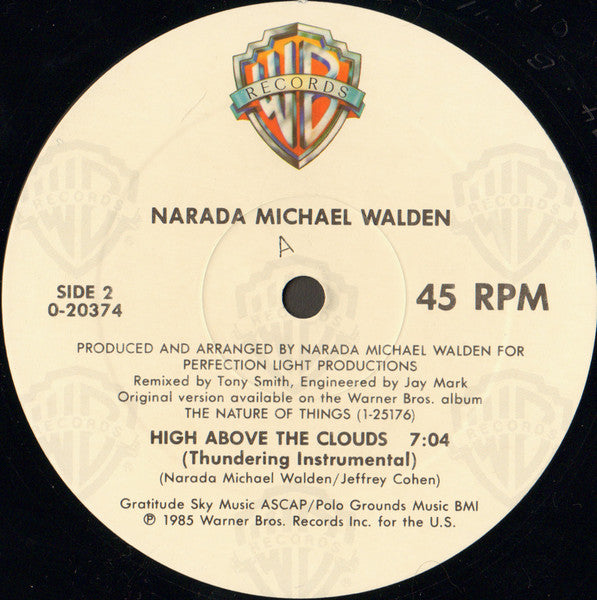 WB
RECORDS
NARADA MICHAEL WALDEN
A
SIDE 2
0-20374
45 RPM
PRODUCED AND ARRANGED BY NARADA MICHAEL WALDEN FOR
PERFECTION LIGHT PRODUCTIONS
Remixed by Tony Smith, Engineered by Jay Mark
Original version available on the Warner Bros. album
THE NATURE OF THINGS (1-25176)
HIGH ABOVE THE CLOUDS 7:04
(Thundering Instrumental)
(Narada Michael Walden/Jeffrey Cohen)
Gratitude Sky Music ASCAP/Polo Grounds Music BMI
℗ 1985 Warner Bros. Records Inc. for the U.S.